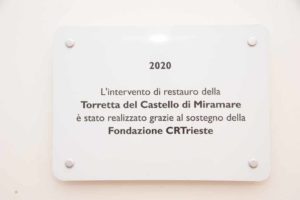 2020
L'intervento di restauro della
Torretta del Castello di Miramare
è stato realizzato grazie al sostegno della
Fondazione CRTrieste